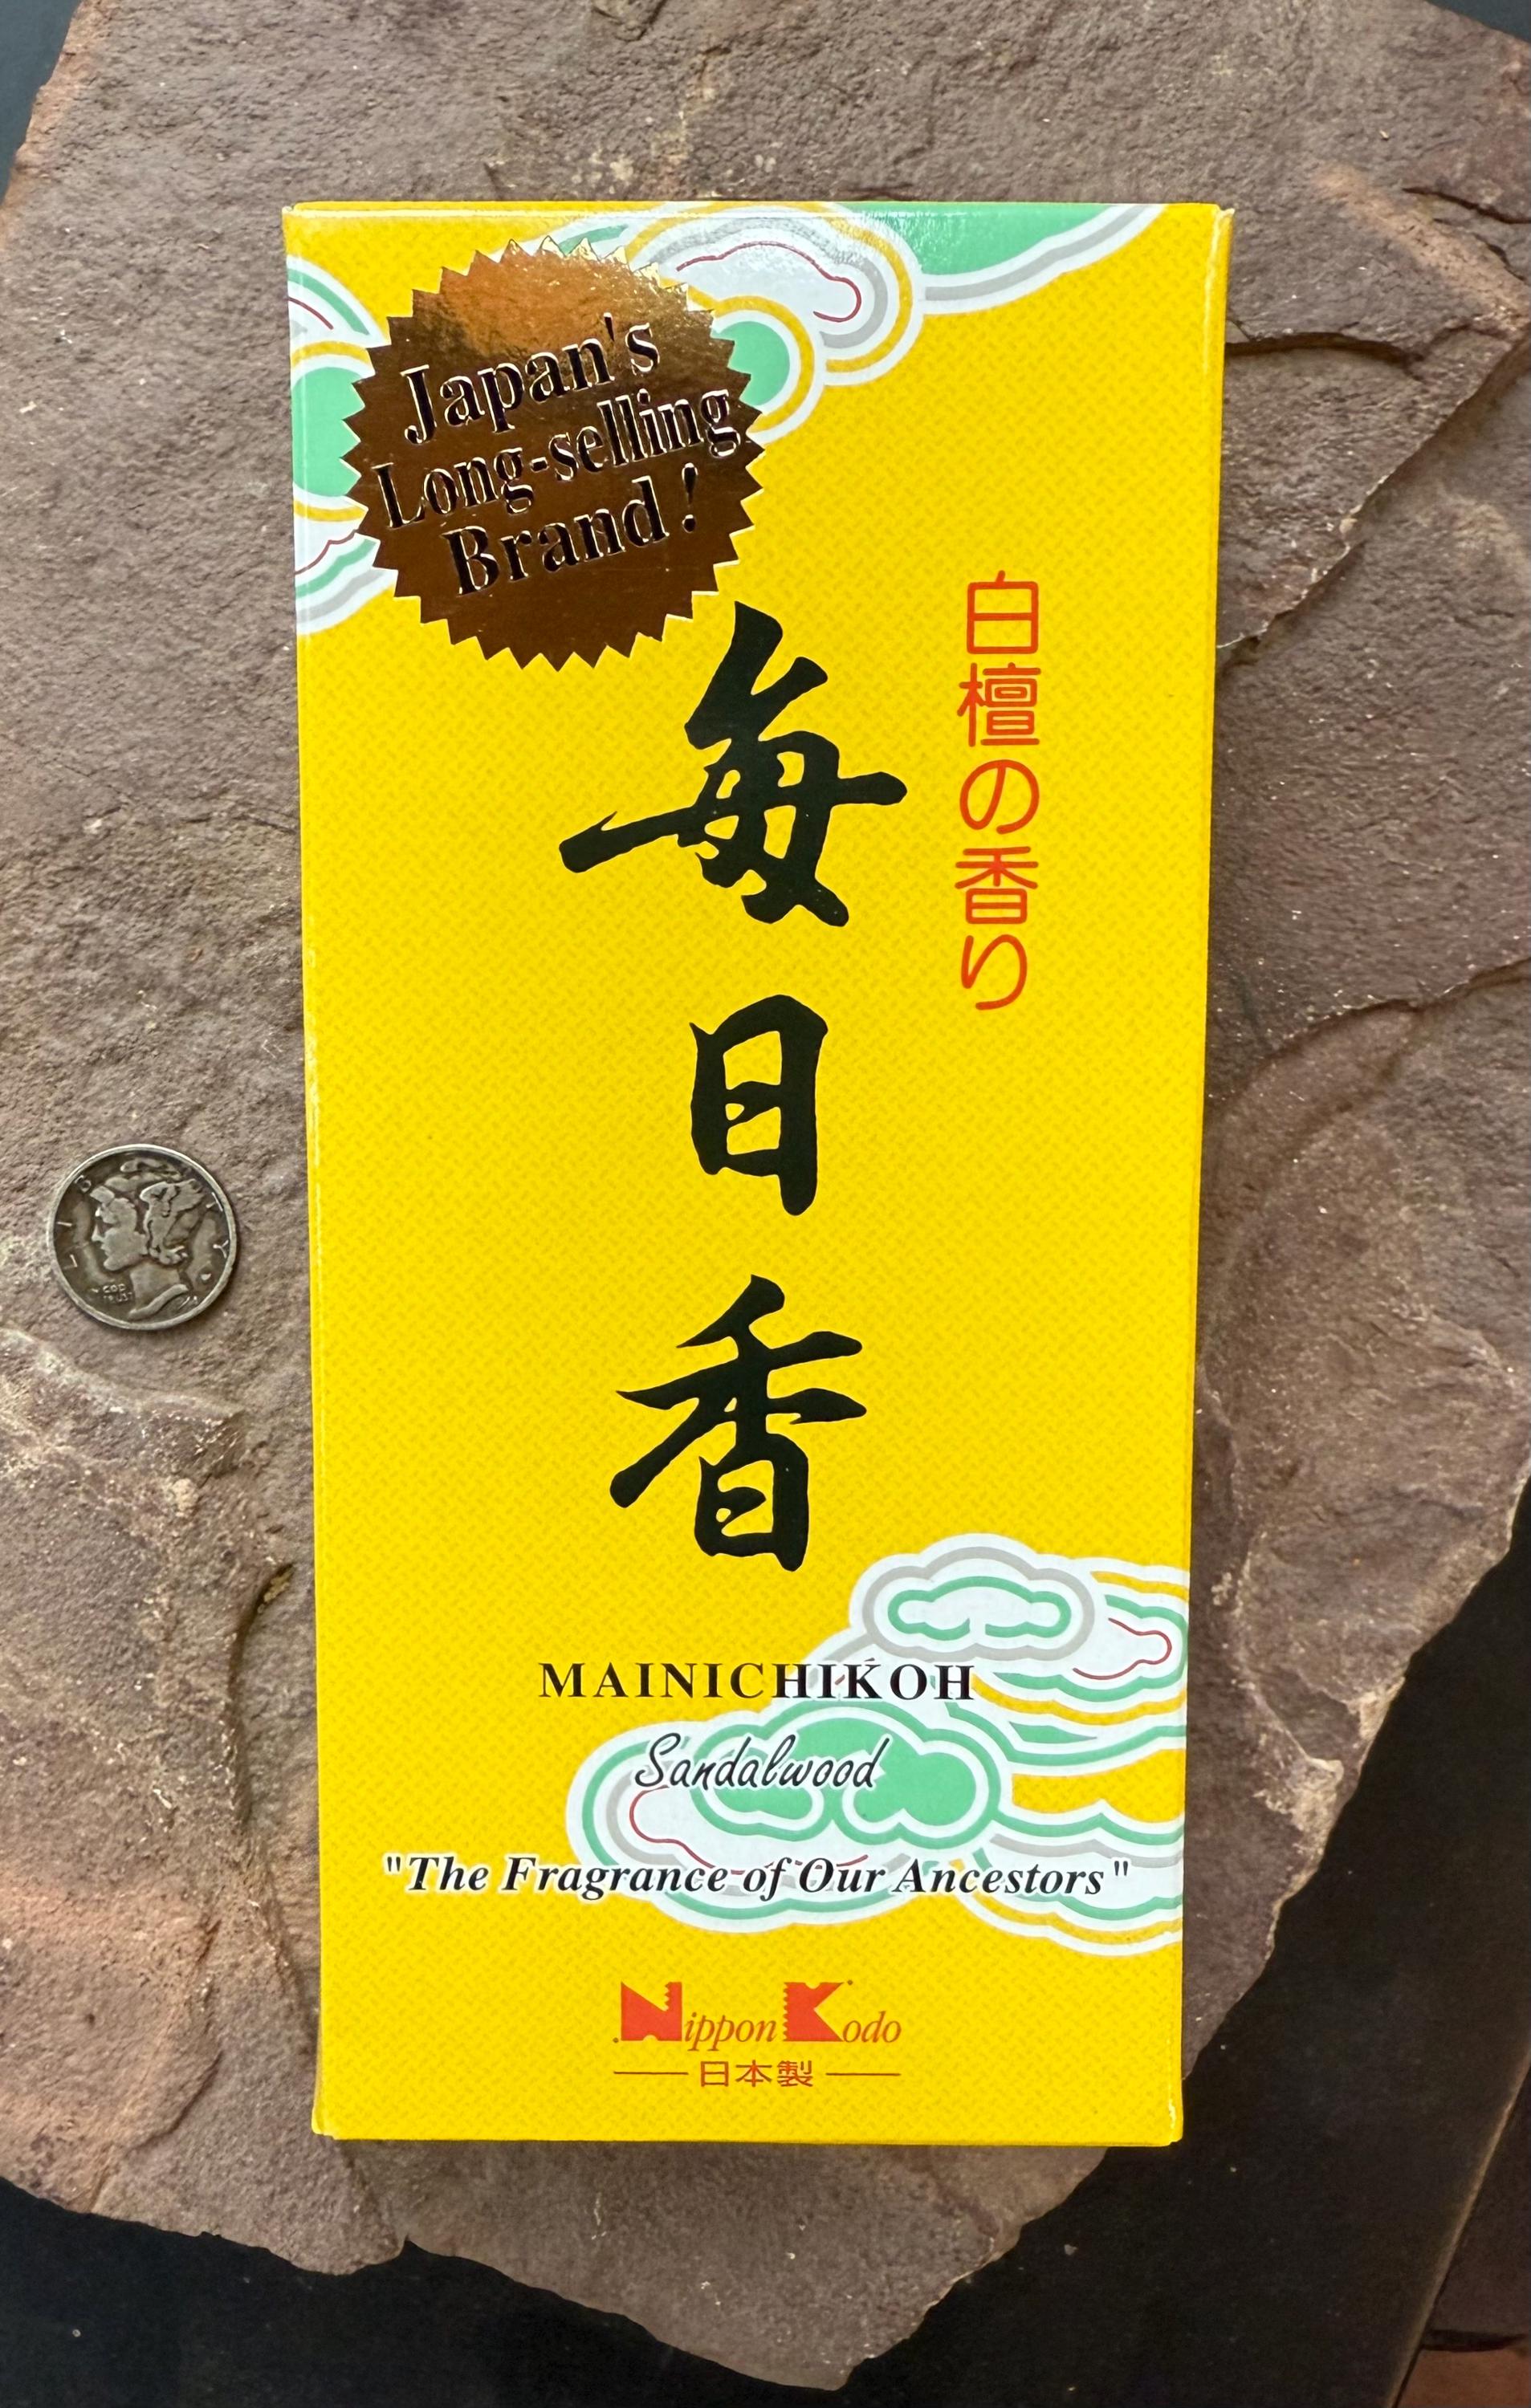 Japan's
Long-selling
Brand!
白檀の香り
毎日香
MAINICHIKOH
Sandalwood
"The Fragrance of Our Ancestors"
Nippon Kodo
日本製
LIBERTY